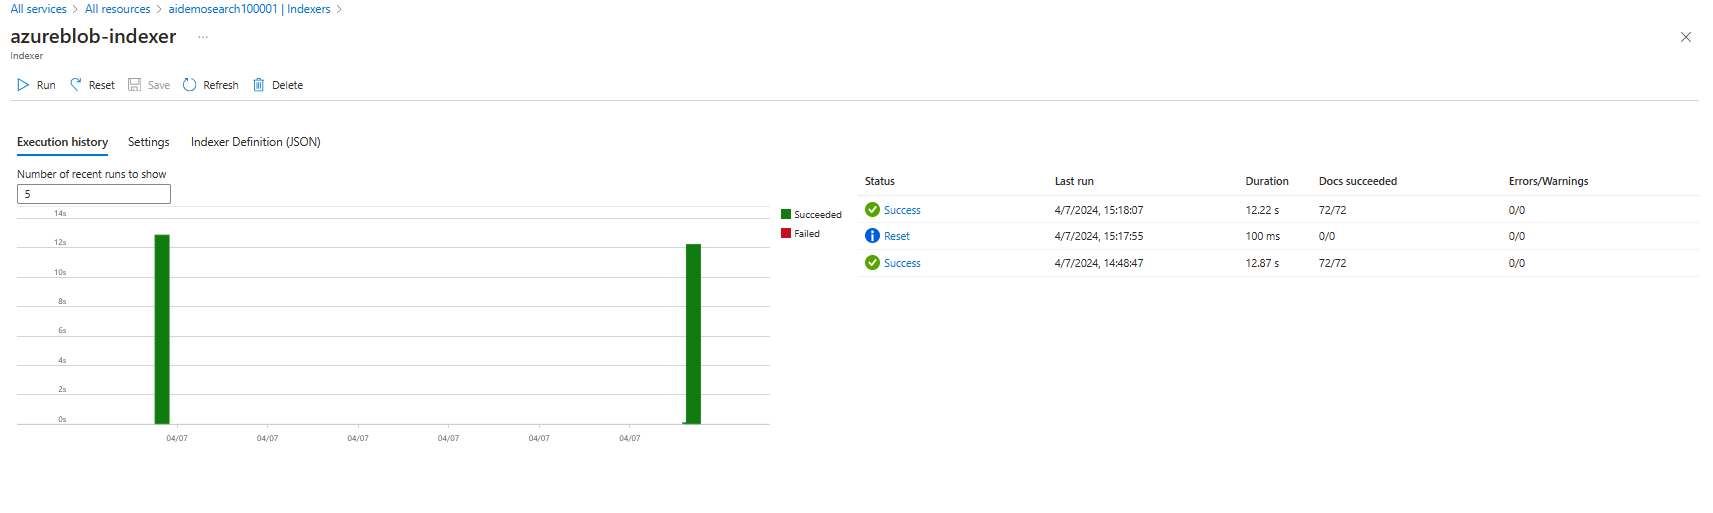 All services > All resources > aidemosearch100001 | Indexers >
azureblob-indexer ...
Indexer
Run Reset Save Refresh Delete
Execution history Settings Indexer Definition (JSON)
Number of recent runs to show
5
14s
12s
10s
8s
6s
4s
2s
0s
04/07 04/07 04/07 04/07 04/07 04/07
Succeeded
Failed
Status Last run Duration Docs succeeded Errors/Warnings
Success 4/7/2024, 15:18:07 12.22 s 72/72 0/0
Reset 4/7/2024, 15:17:55 100 ms 0/0 0/0
Success 4/7/2024, 14:48:47 12.87 s 72/72 0/0